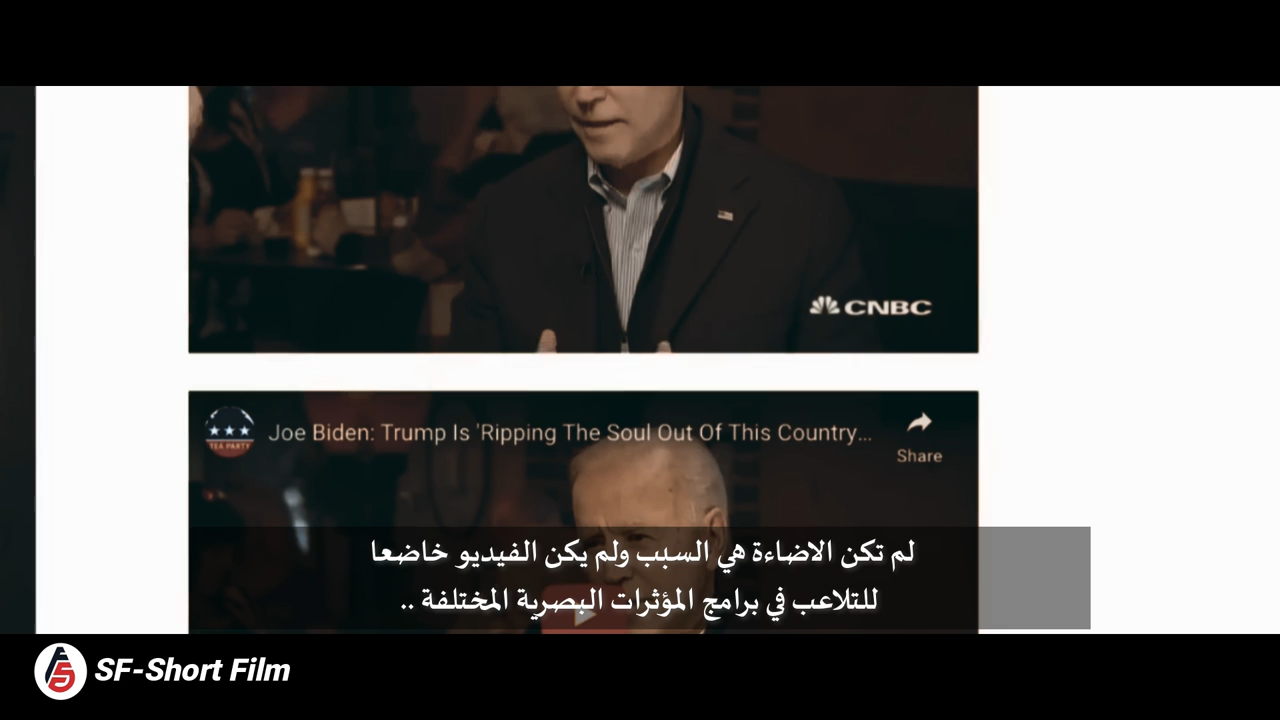 CNBC
TEA PARTY
Joe Biden: Trump Is 'Ripping The Soul Out Of This Country...
Share
لم تكن الاضاءة هي السبب ولم يكن الفيديو خاضعا
للتلاعب في برامج المؤثرات البصرية المختلفة ..
SF-Short Film